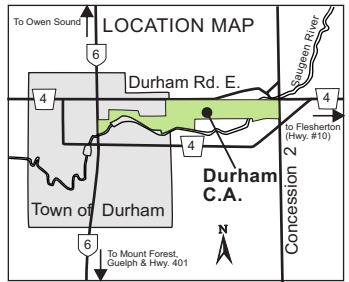 To Owen Sound
LOCATION MAP
6
Saugeen River
Durham Rd. E.
4
4
to Flesherton
(Hwy. #10)
4
Durham
C.A.
Town of Durham
Concession 2
N
6
To Mount Forest,
Guelph & Hwy. 401